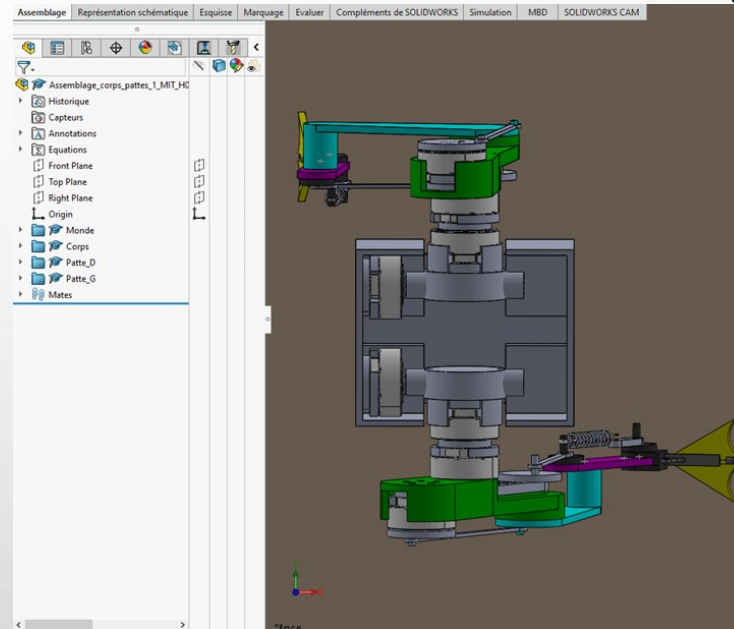 Assemblage Représentation schématique Esquisse Marquage Evaluer Compléments de SOLIDWORKS Simulation MBD SOLIDWORKS CAM
Assemblage_corps_pattes_1_MIT_H
Historique
Capteurs
Annotations
Equations
Front Plane
Top Plane
Right Plane
Origin
Monde
Corps
Patte_D
Patte_G
Mates
*Face